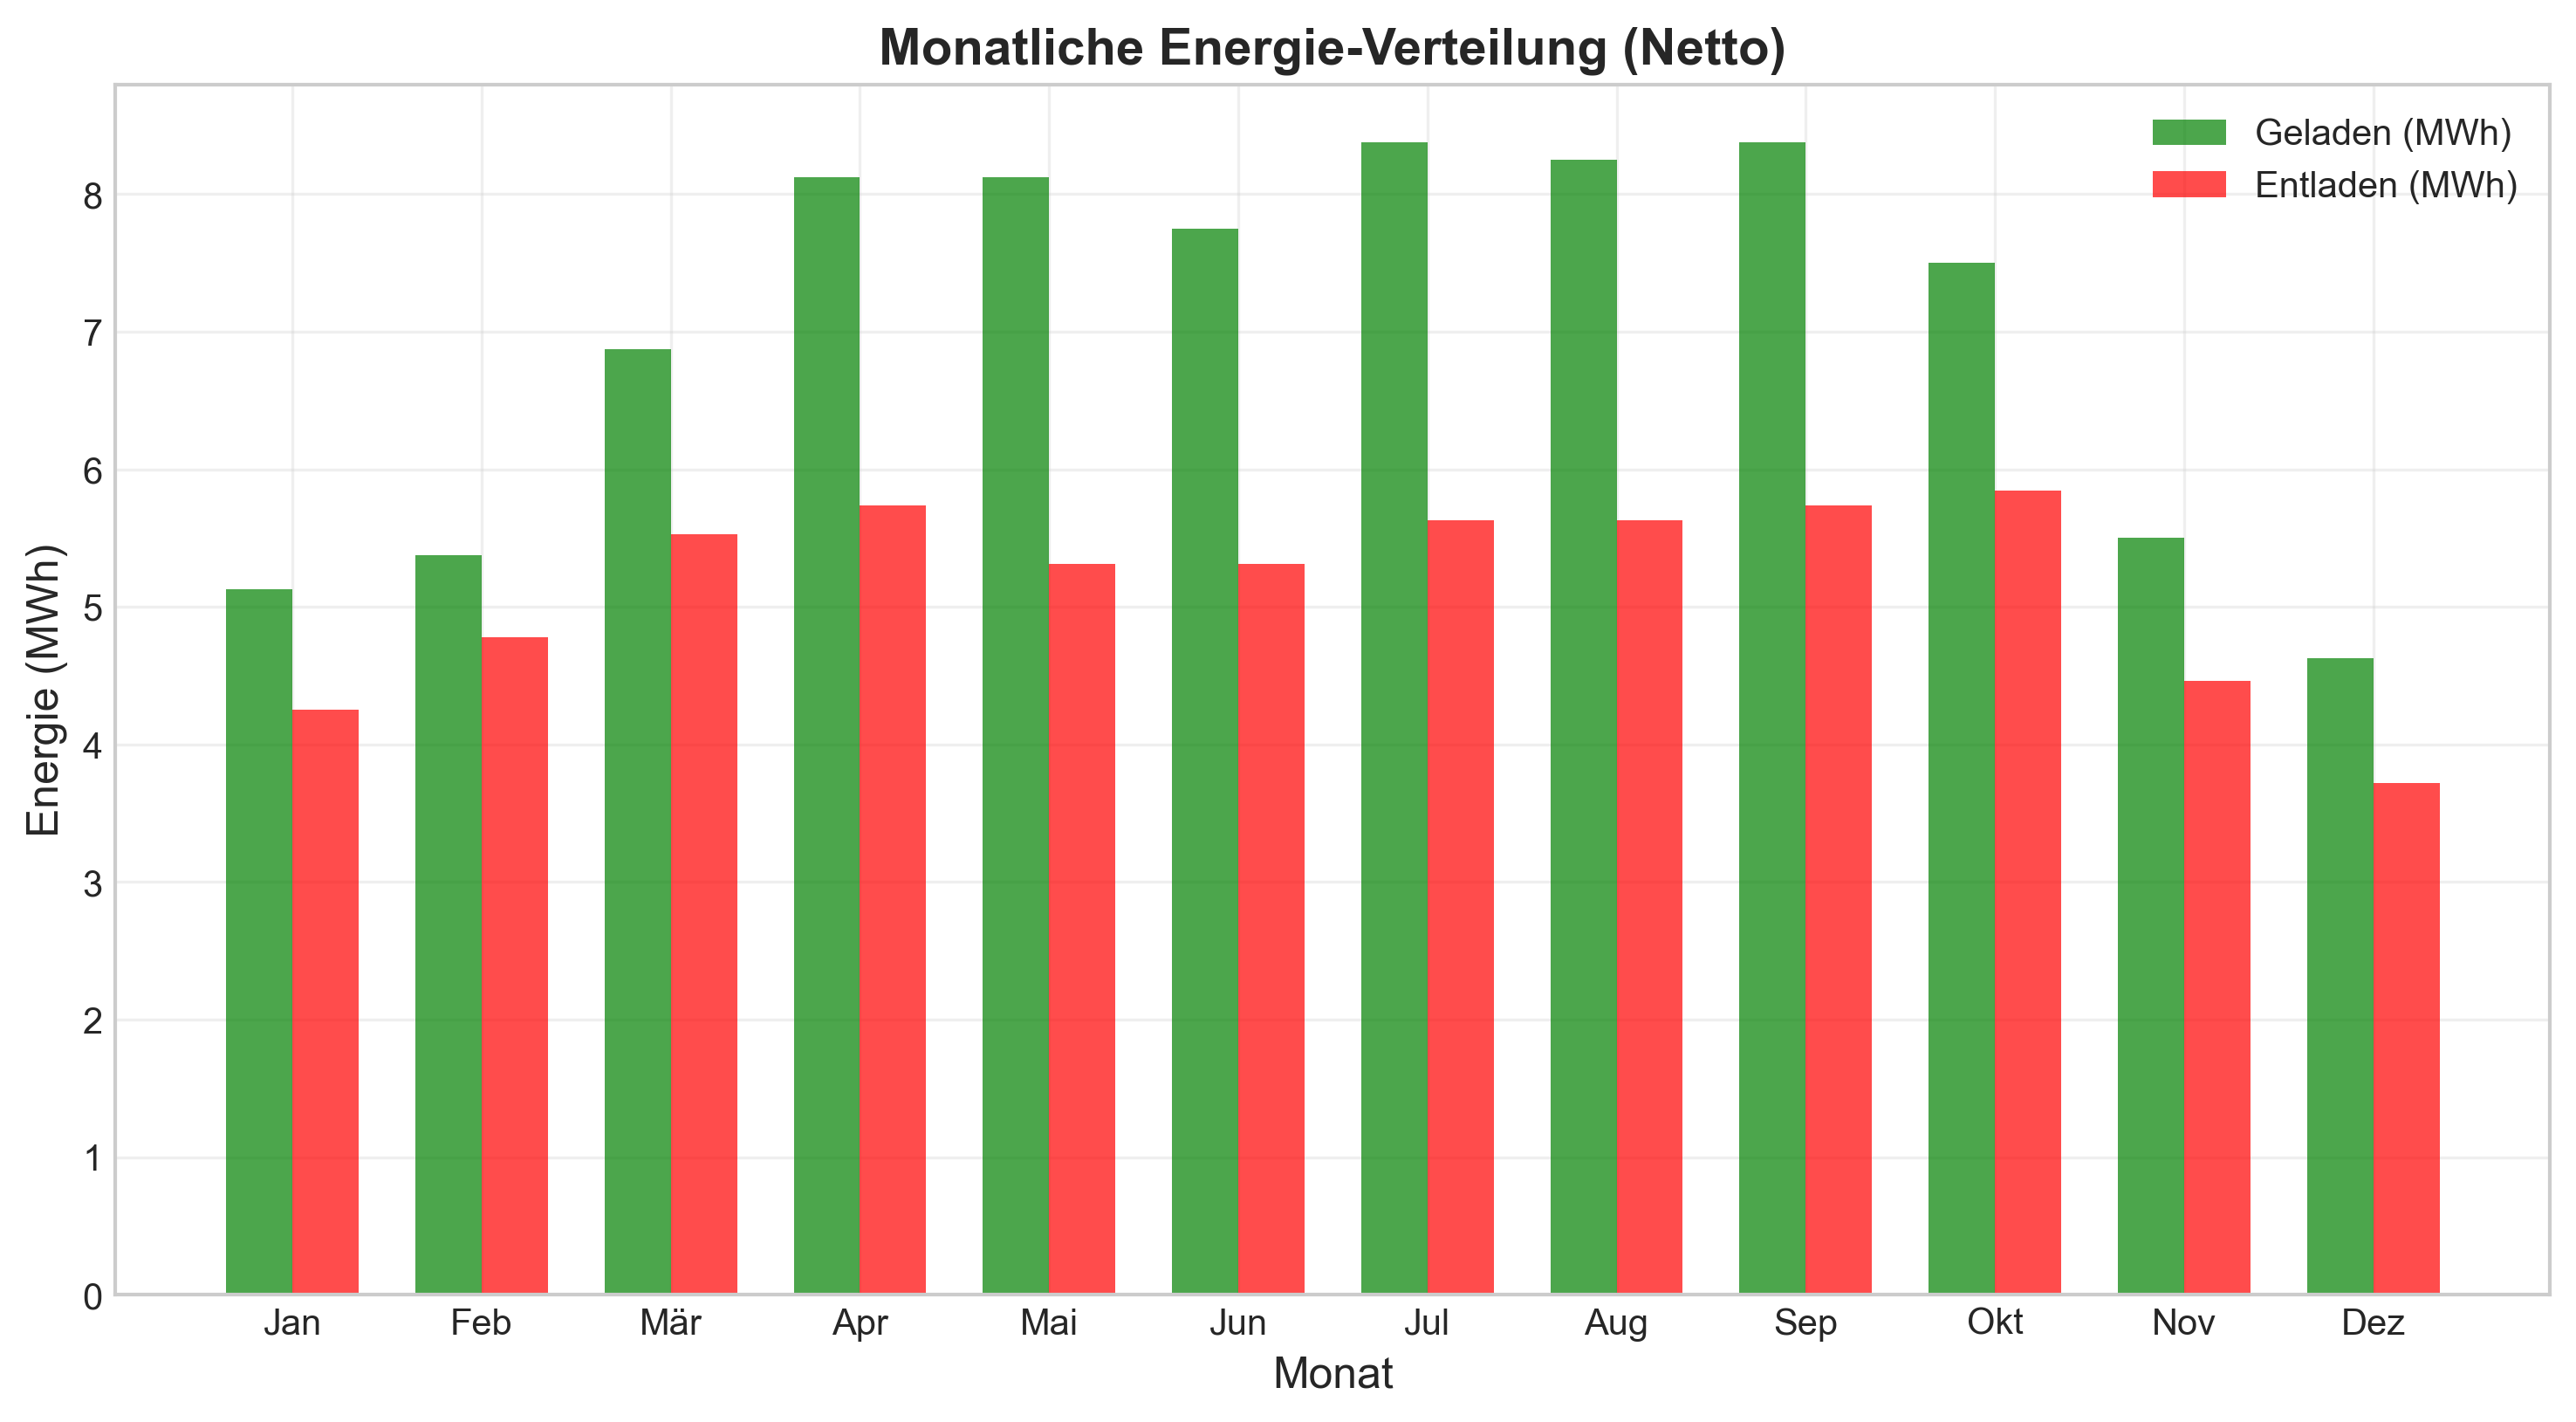 Monatliche Energie-Verteilung (Netto)
Geladen (MWh)
Entladen (MWh)
Energie (MWh)
8
7
6
5
4
3
2
1
0
Jan Feb Mär Apr Mai Jun Jul Aug Sep Okt Nov Dez
Monat